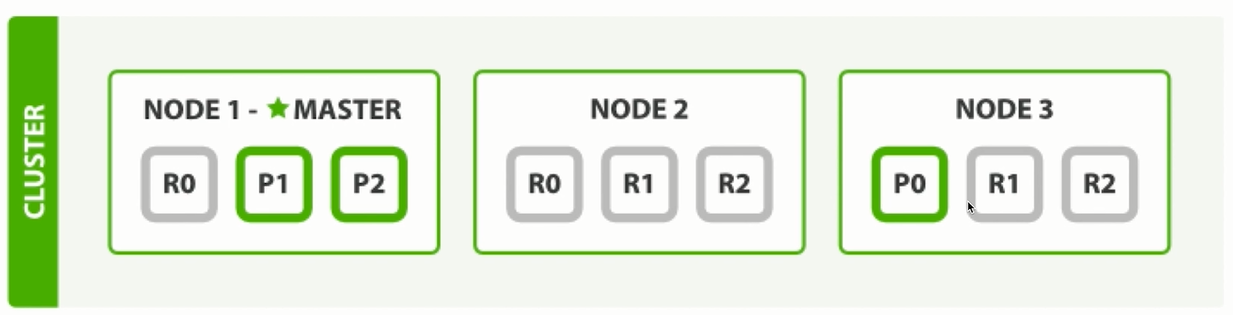 CLUSTER
NODE 1 - ★ MASTER
R0 P1 P2
NODE 2
R0 R1 R2
NODE 3
P0 R1 R2